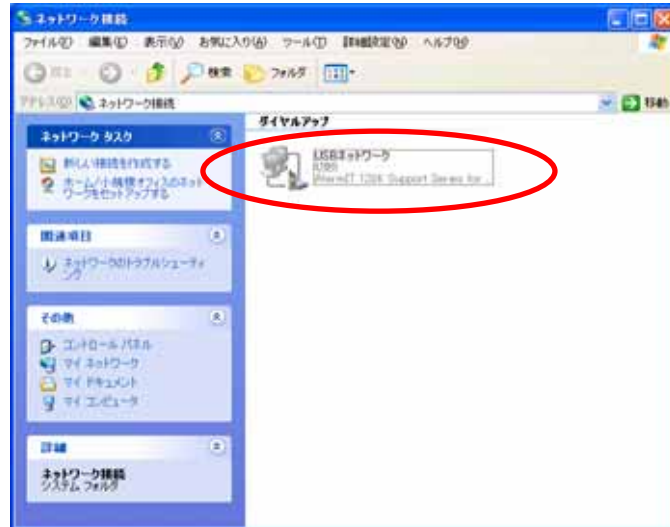 ネットワーク接続
ファイル(F) 編集(E) 表示(V) お気に入り(A) ツール(T) 詳細設定(N) ヘルプ(H)
戻る 検索 フォルダ
アドレス(D) ネットワーク接続 移動
ダイヤルアップ
ネットワーク タスク
新しい接続を作成する
ホーム/小規模オフィスのネットワークをセットアップする
USBネットワーク
関連項目
ネットワークのトラブルシューティング
その他
コントロール パネル
マイ ネットワーク
マイ ドキュメント
マイ コンピュータ
詳細
ネットワーク接続
システム フォルダ